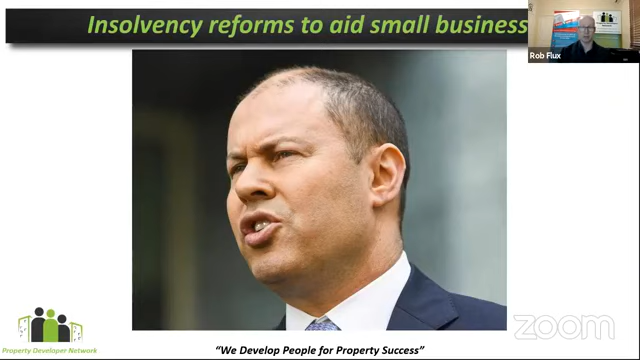 Insolvency reforms to aid small business
Rob Flux
Property Developer Network
“We Develop People for Property Success”
zoom